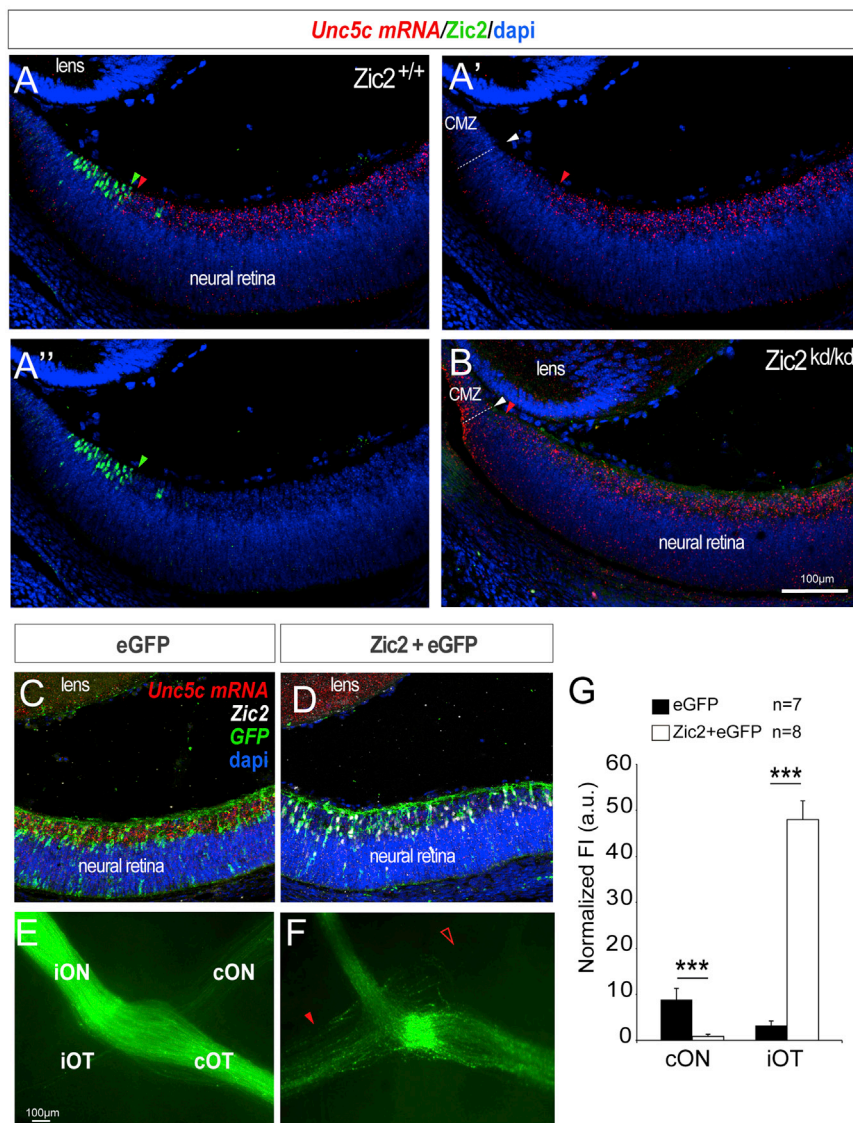 Unc5c mRNA/Zic2/dapi
A
lens
Zic2+/+
neural retina
A'
CMZ
neural retina
A''
B
lens
CMZ
Zic2kd/kd
neural retina
100µm
eGFP
Zic2 + eGFP
C
lens
Unc5c mRNA
Zic2
GFP
dapi
neural retina
D
lens
neural retina
E
iON
cON
iOT
cOT
100µm
F
G
eGFP n=7
Zic2+eGFP n=8
Normalized FI (a.u.)
60
50
40
30
20
10
0
***
***
cON
iOT